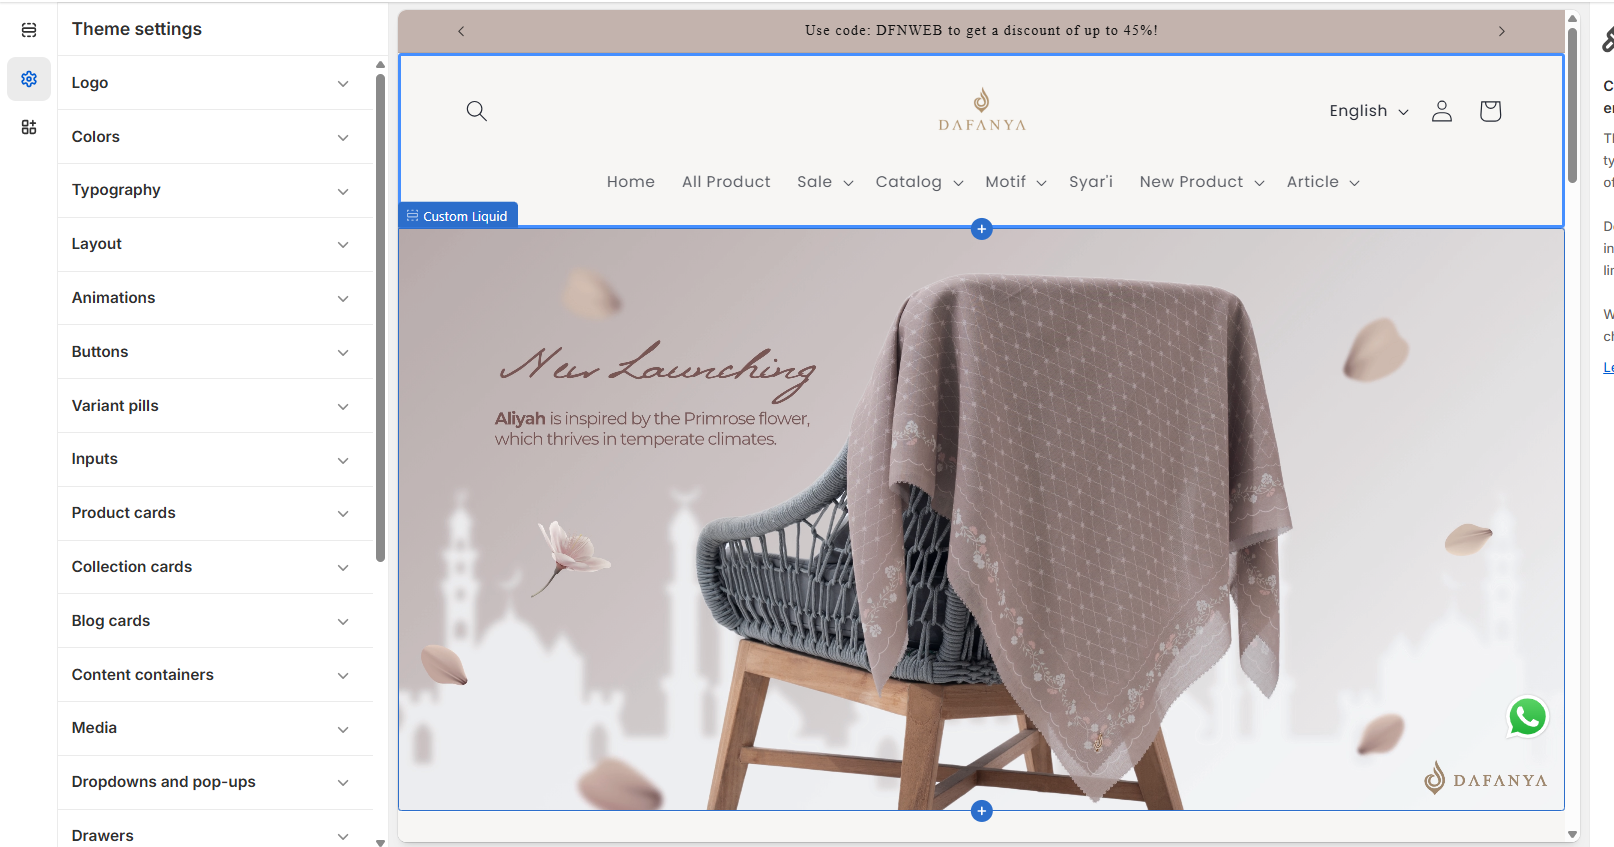 Theme settings
Logo
Colors
Typography
Layout
Animations
Buttons
Variant pills
Inputs
Product cards
Collection cards
Blog cards
Content containers
Media
Dropdowns and pop-ups
Drawers
Use code: DFNWEB to get a discount of up to 45%!
DAFANYA
English
Home All Product Sale Catalog Motif Syar'i New Product Article
Custom Liquid
New Launching
Aliyah is inspired by the Primrose flower,
which thrives in temperate climates.
DAFANYA